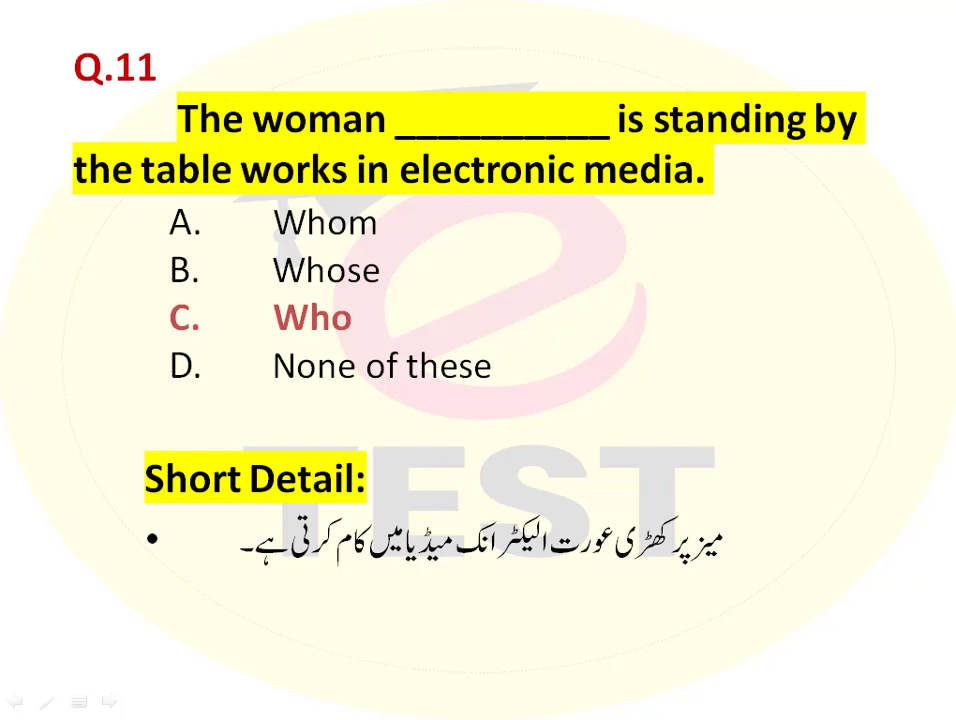 Q.11
The woman __________ is standing by
the table works in electronic media.
A. Whom
B. Whose
C. Who
D. None of these
Short Detail:
• میز پر کھڑی عورت الیکٹرانک میڈیا میں کام کرتی ہے۔
e
TEST